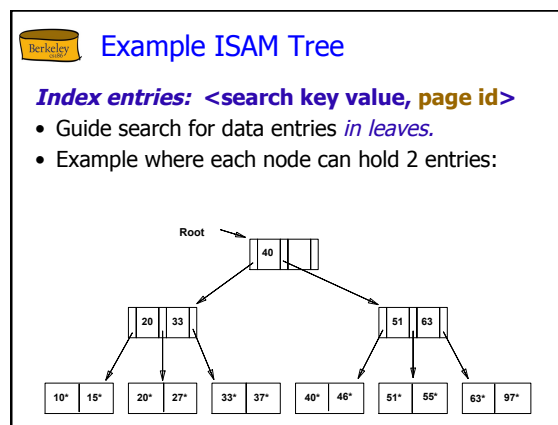 Berkeley
cs186
Example ISAM Tree
Index entries: <search key value, page id>
• Guide search for data entries in leaves.
• Example where each node can hold 2 entries:
Root
40
20 33 51 63
10* 15* 20* 27* 33* 37* 40* 46* 51* 55* 63* 97*